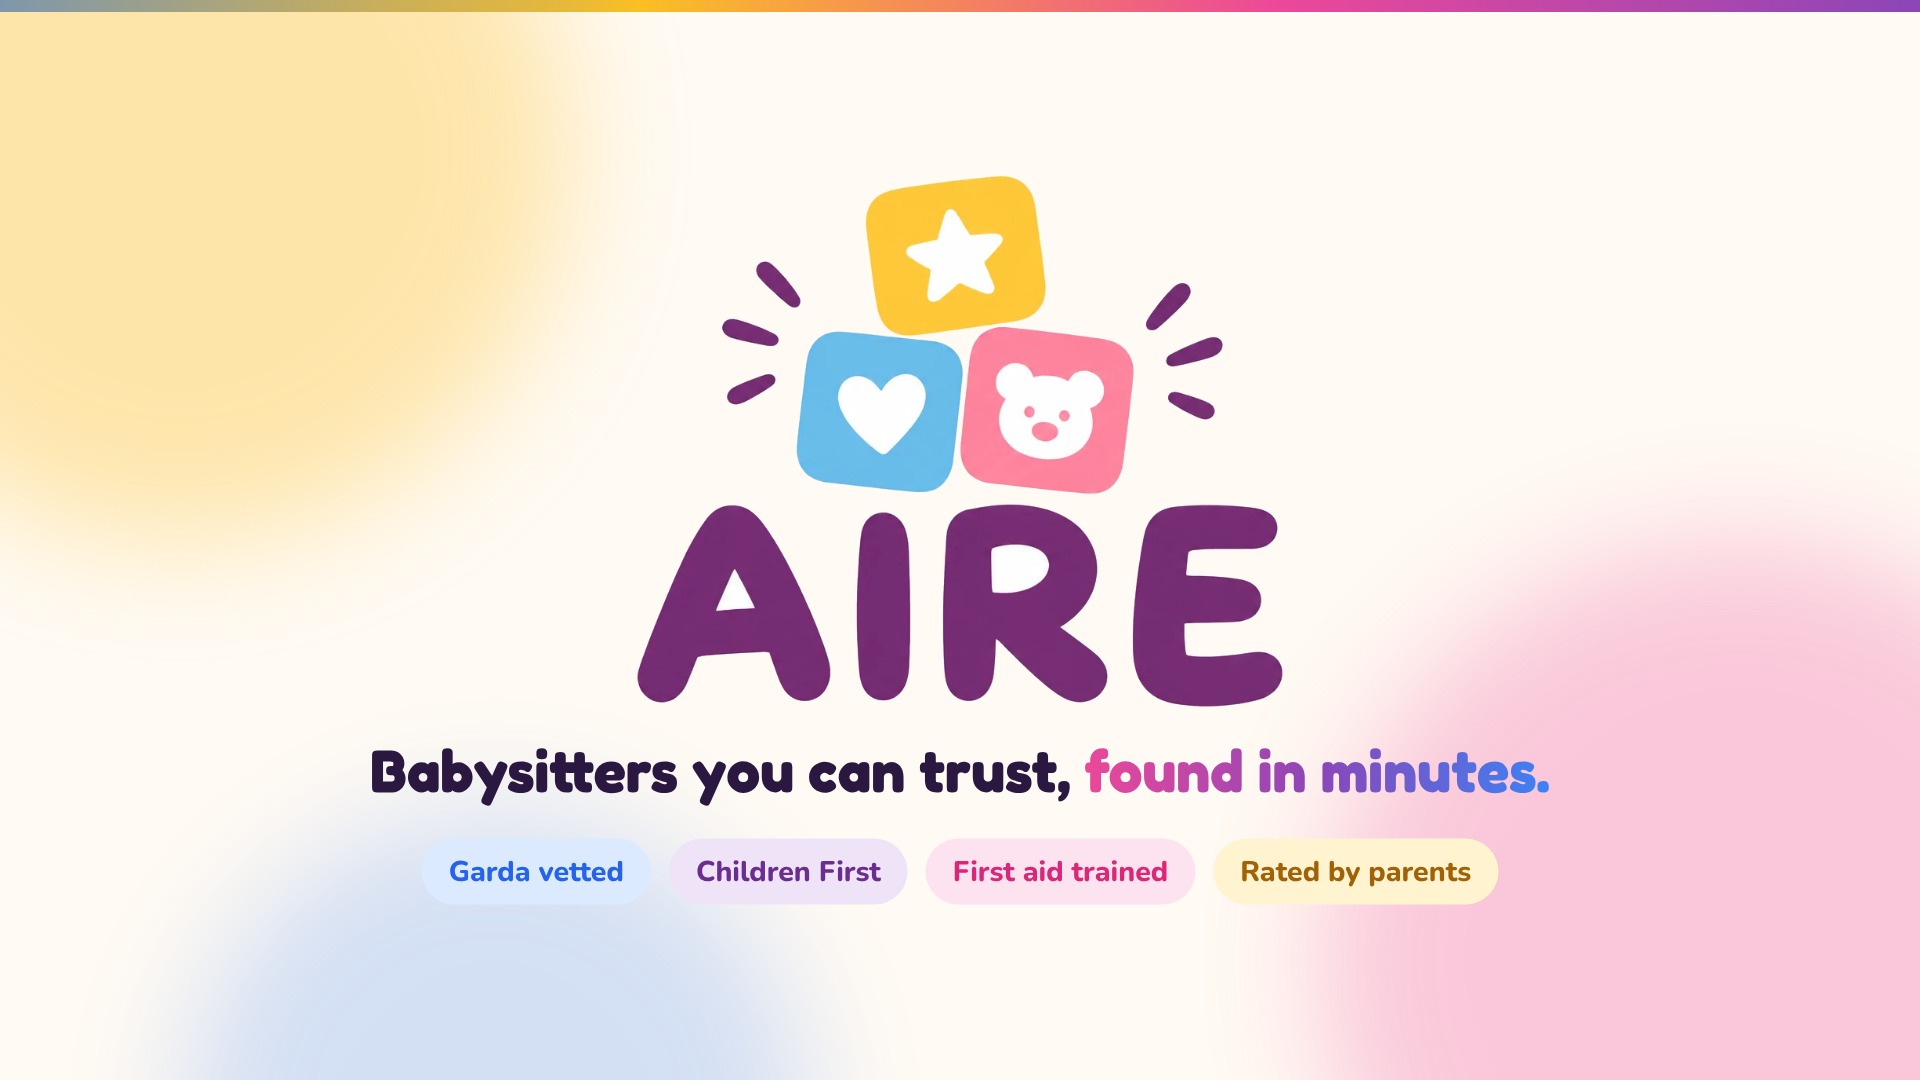 AIRE
Babysitters you can trust, found in minutes.
Garda vetted
Children First
First aid trained
Rated by parents